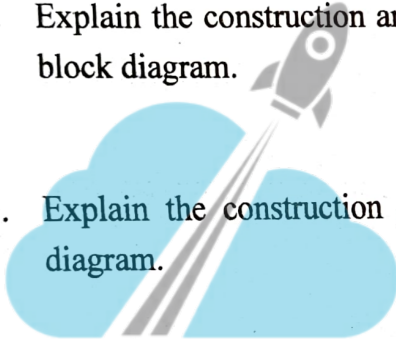 Explain the construction
block diagram.
. Explain the construction
diagram.